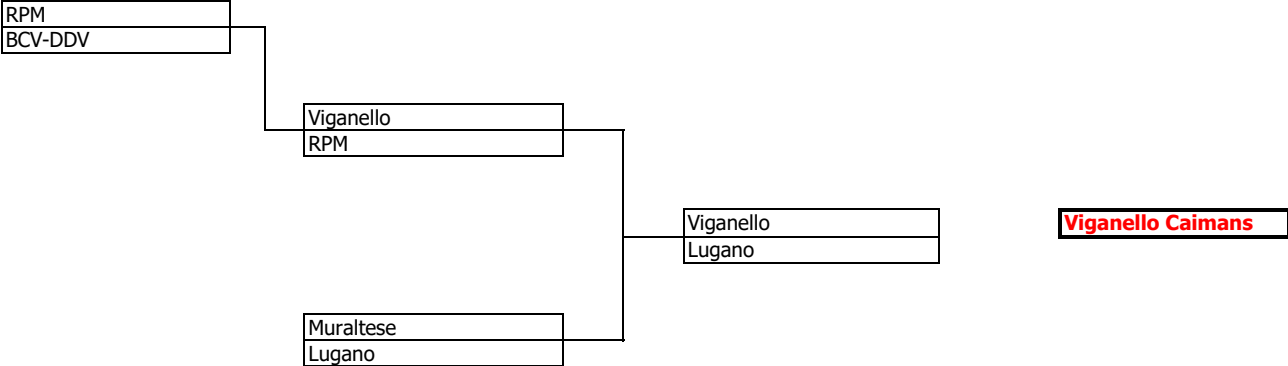 RPM
BCV-DDV
Viganello
RPM
Viganello
Lugano
Viganello Caimans
Muraltese
Lugano